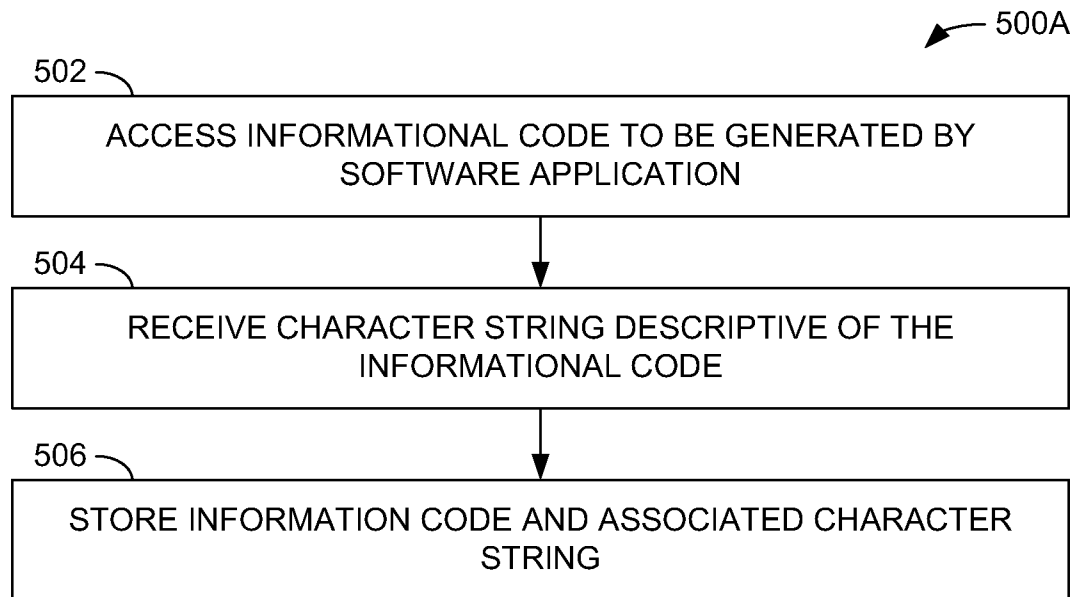 500A
502
ACCESS INFORMATIONAL CODE TO BE GENERATED BY
SOFTWARE APPLICATION
504
RECEIVE CHARACTER STRING DESCRIPTIVE OF THE
INFORMATIONAL CODE
506
STORE INFORMATION CODE AND ASSOCIATED CHARACTER
STRING